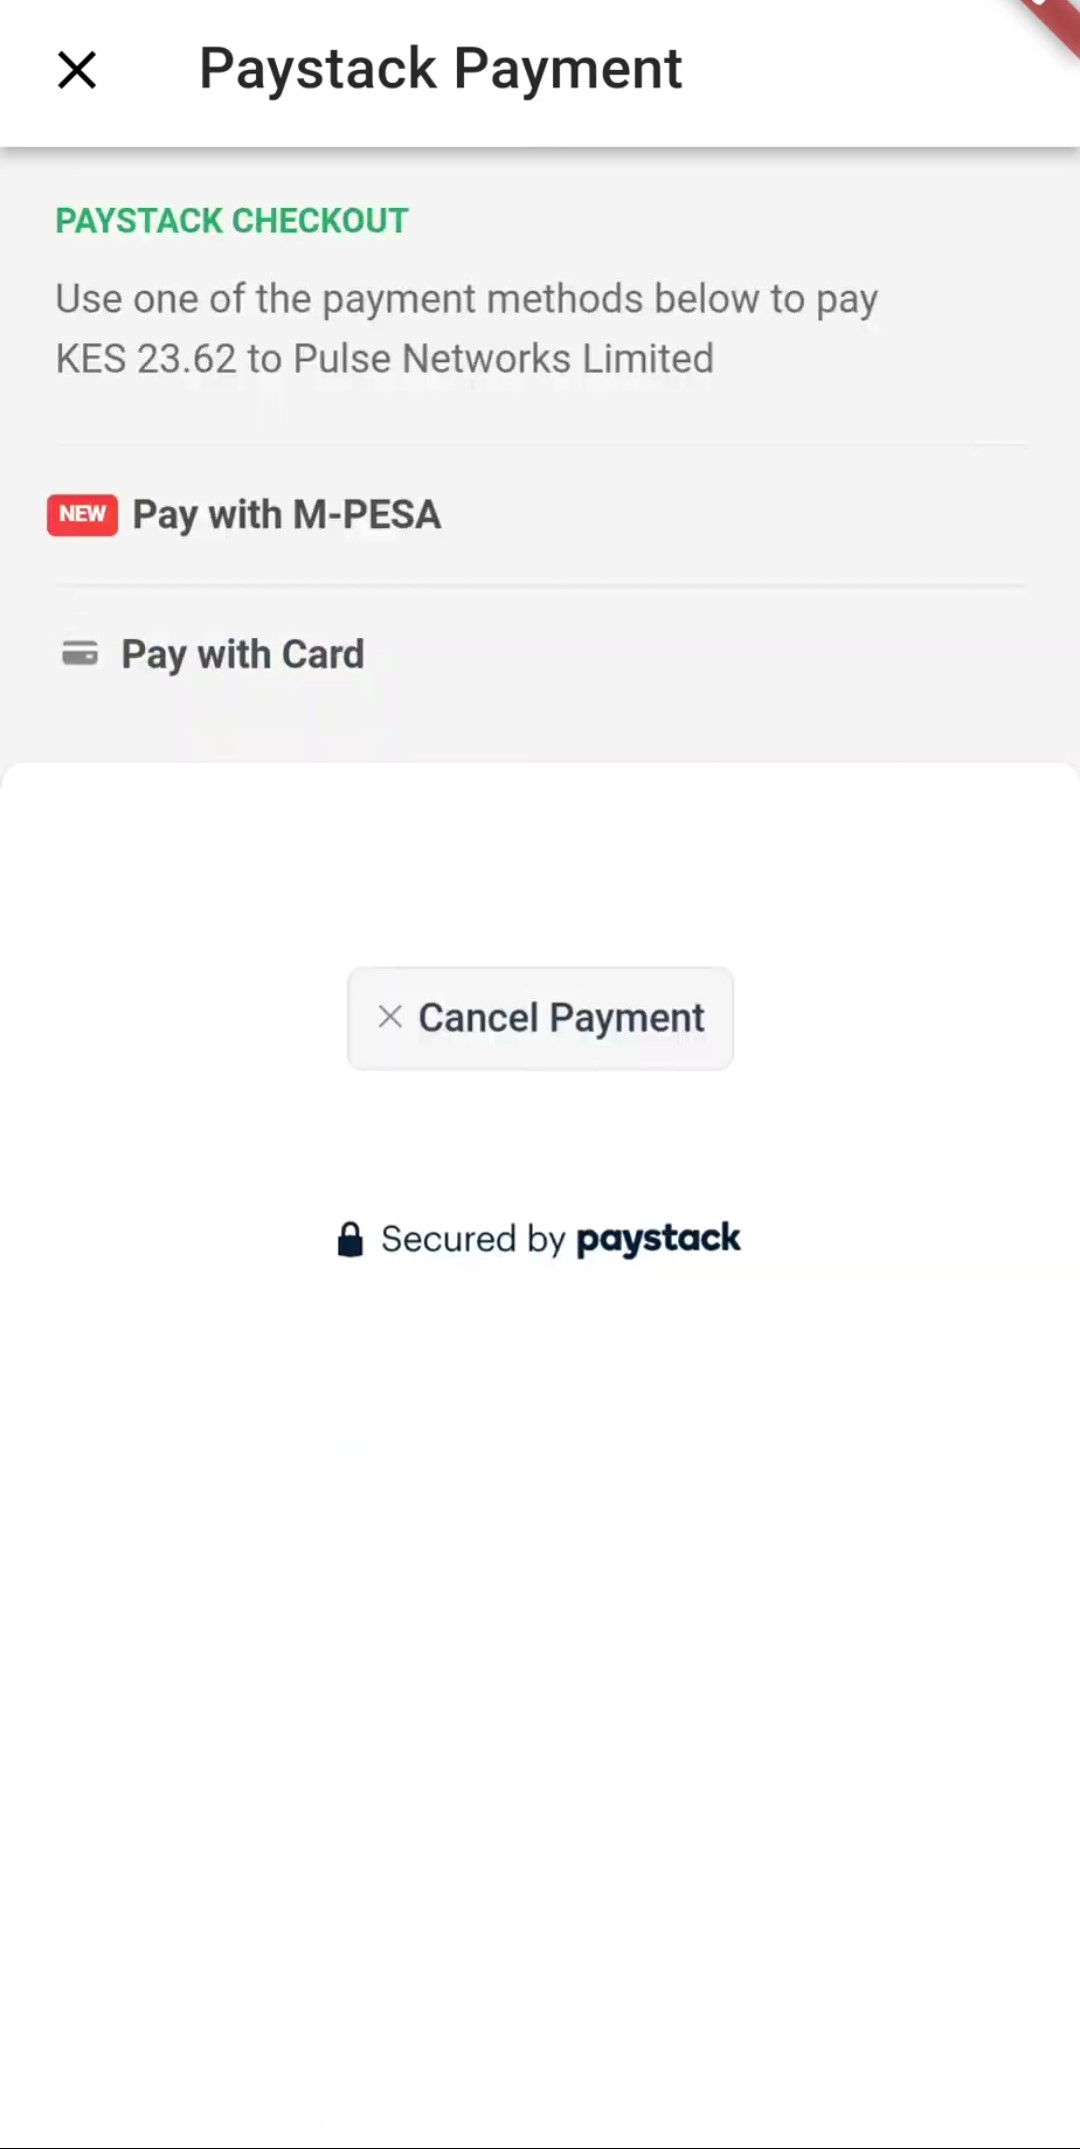 Paystack Payment
PAYSTACK CHECKOUT
Use one of the payment methods below to pay
KES 23.62 to Pulse Networks Limited
NEW Pay with M-PESA
Pay with Card
Cancel Payment
Secured by paystack